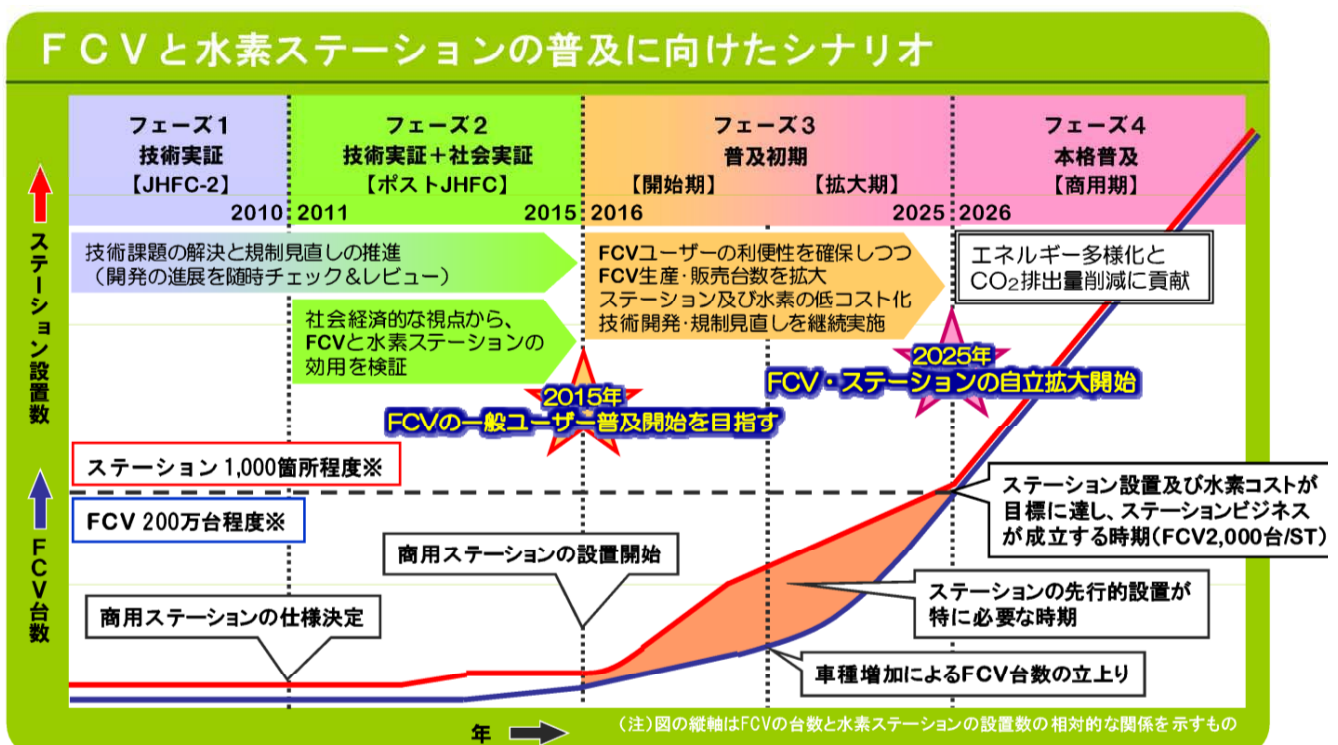 FCVと水素ステーションの普及に向けたシナリオ
フェーズ1
技術実証
【JHFC-2】
2010
フェーズ2
技術実証+社会実証
【ポストJHFC】
2011
2015
フェーズ3
普及初期
【開始期】
【拡大期】
2016
2025
フェーズ4
本格普及
【商用期】
2026
技術課題の解決と規制見直しの推進
(開発の進展を随時チェック&レビュー)
社会経済的な視点から、
FCVと水素ステーションの
効用を検証
FCVユーザーの利便性を確保しつつ
FCV生産・販売台数を拡大
ステーション及び水素の低コスト化
技術開発・規制見直しを継続実施
エネルギー多様化と
CO₂排出量削減に貢献
2015年
FCVの一般ユーザー普及開始を目指す
2025年
FCV・ステーションの自立拡大開始
ステーション設置数
FCV台数
ステーション 1,000箇所程度※
FCV 200万台程度※
商用ステーションの仕様決定
商用ステーションの設置開始
ステーション設置及び水素コストが
目標に達し、ステーションビジネス
が成立する時期(FCV2,000台/ST)
ステーションの先行的設置が
特に必要な時期
車種増加によるFCV台数の立上り
年
(注)図の縦軸はFCVの台数と水素ステーションの設置数の相対的な関係を示すもの